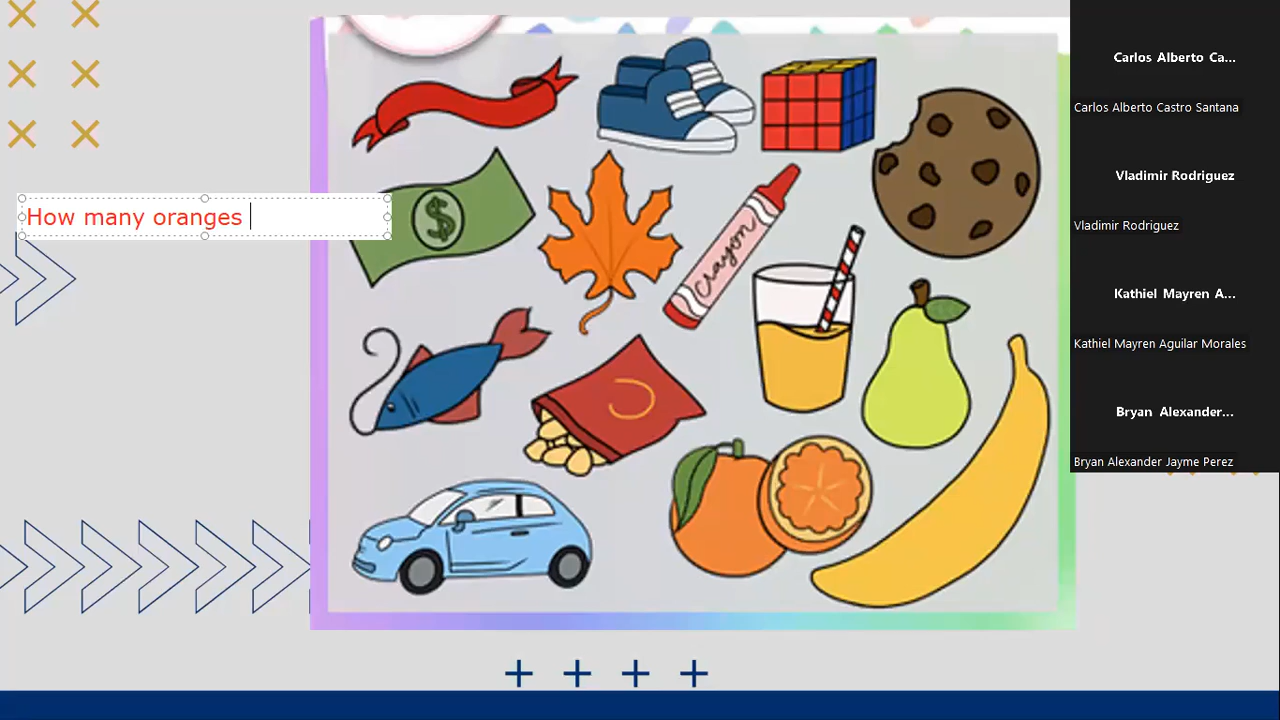 How many oranges
$
crayon
Carlos Alberto Ca...
Carlos Alberto Castro Santana
Vladimir Rodriguez
Vladimir Rodriguez
Kathiel Mayren A...
Kathiel Mayren Aguilar Morales
Bryan Alexander...
Bryan Alexander Jayme Perez